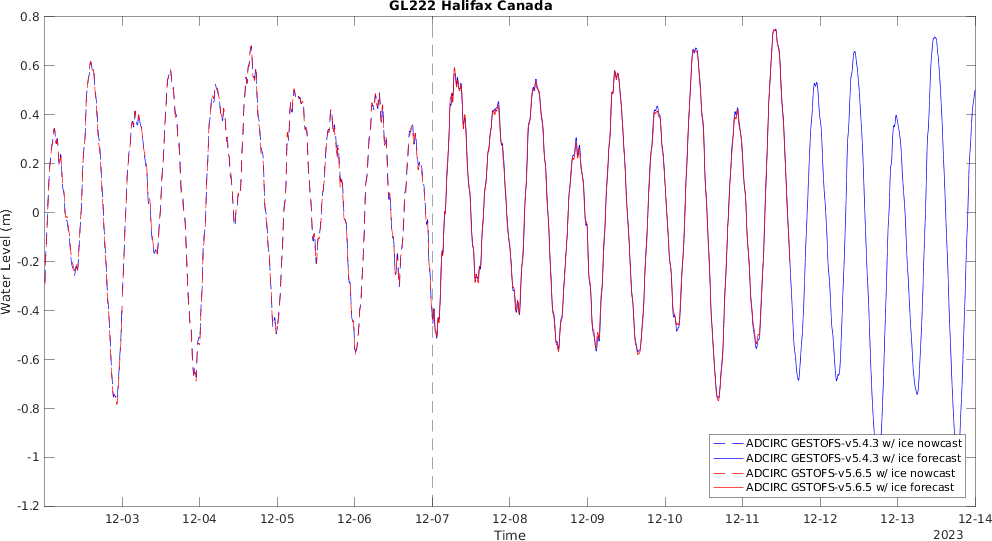 GL222 Halifax Canada
0.8
0.6
0.4
0.2
0
-0.2
-0.4
-0.6
-0.8
-1
-1.2
Water Level (m)
ADCIRC GESTOFS-v5.4.3 w/ ice nowcast
ADCIRC GESTOFS-v5.4.3 w/ ice forecast
ADCIRC GSTOFS-v5.6.5 w/ ice nowcast
ADCIRC GSTOFS-v5.6.5 w/ ice forecast
12-03 12-04 12-05 12-06 12-07 12-08 12-09 12-10 12-11 12-12 12-13 12-14
Time
2023